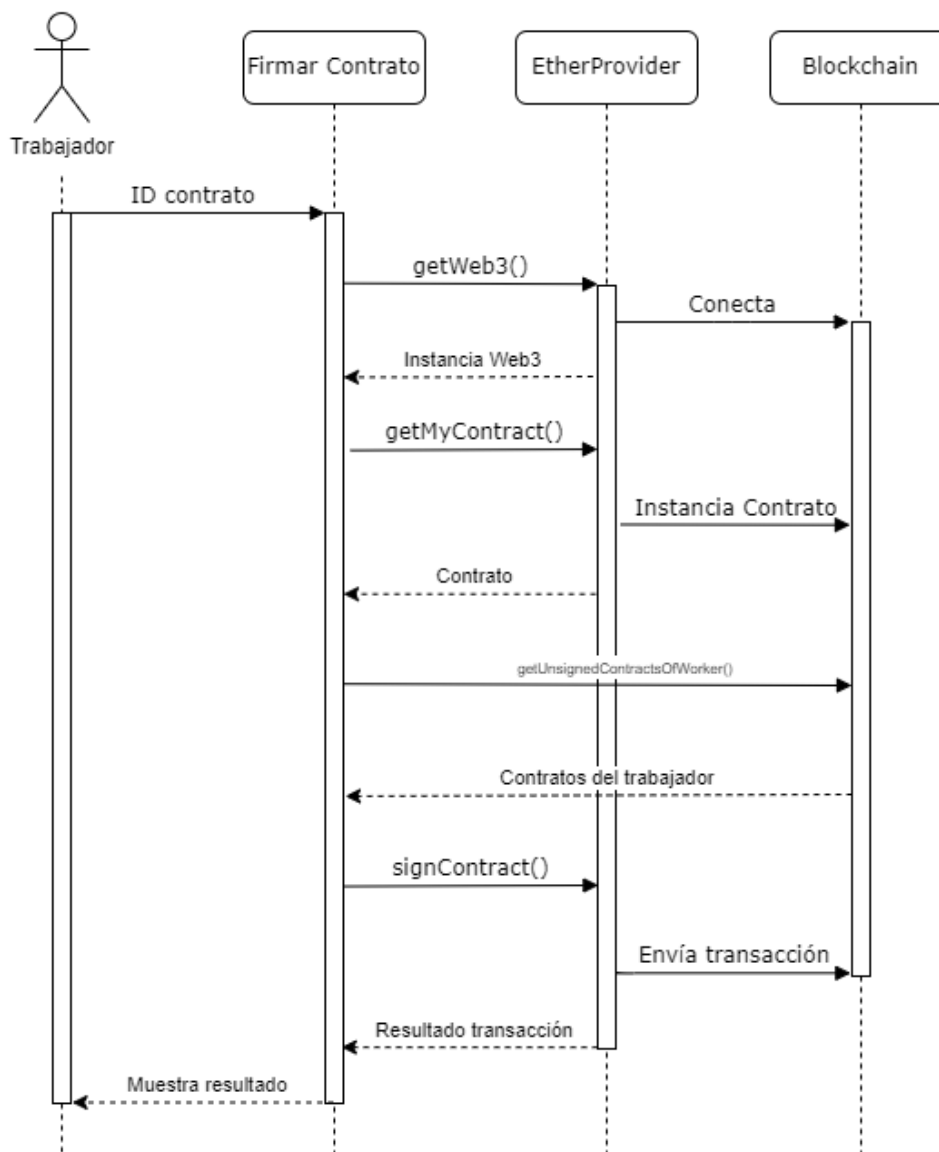 Firmar Contrato
EtherProvider
Blockchain
Trabajador
ID contrato
getWeb3()
Conecta
Instancia Web3
getMyContract()
Instancia Contrato
Contrato
getUnsignedContractsOfWorker()
Contratos del trabajador
signContract()
Envía transacción
Resultado transacción
Muestra resultado